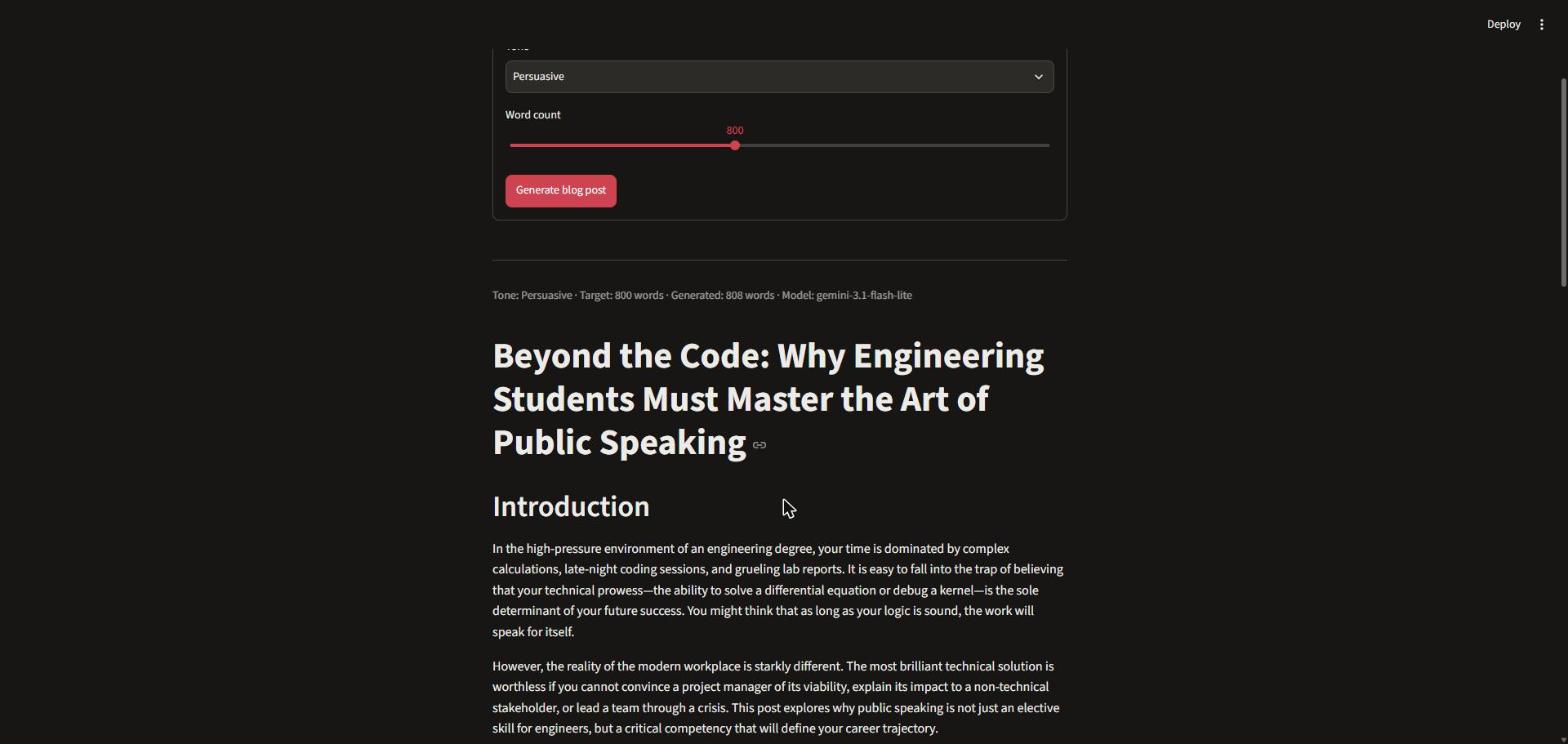 Deploy
Persuasive
Word count
800
Generate blog post
Tone: Persuasive · Target: 800 words · Generated: 808 words · Model: gemini-3.1-flash-lite
Beyond the Code: Why Engineering
Students Must Master the Art of
Public Speaking
Introduction
In the high-pressure environment of an engineering degree, your time is dominated by complex
calculations, late-night coding sessions, and grueling lab reports. It is easy to fall into the trap of believing
that your technical prowess—the ability to solve a differential equation or debug a kernel—is the sole
determinant of your future success. You might think that as long as your logic is sound, the work will
speak for itself.
However, the reality of the modern workplace is starkly different. The most brilliant technical solution is
worthless if you cannot convince a project manager of its viability, explain its impact to a non-technical
stakeholder, or lead a team through a crisis. This post explores why public speaking is not just an elective
skill for engineers, but a critical competency that will define your career trajectory.